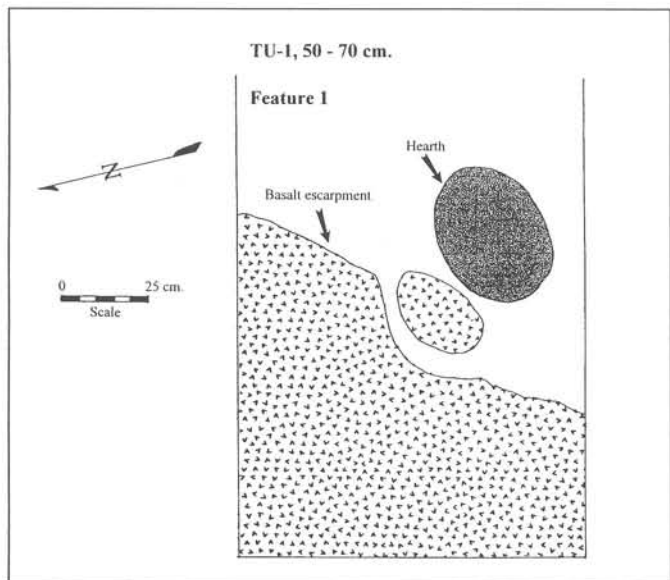 TU-1, 50 - 70 cm.
Feature 1
Hearth
N
Basalt escarpment
0 25 cm.
Scale